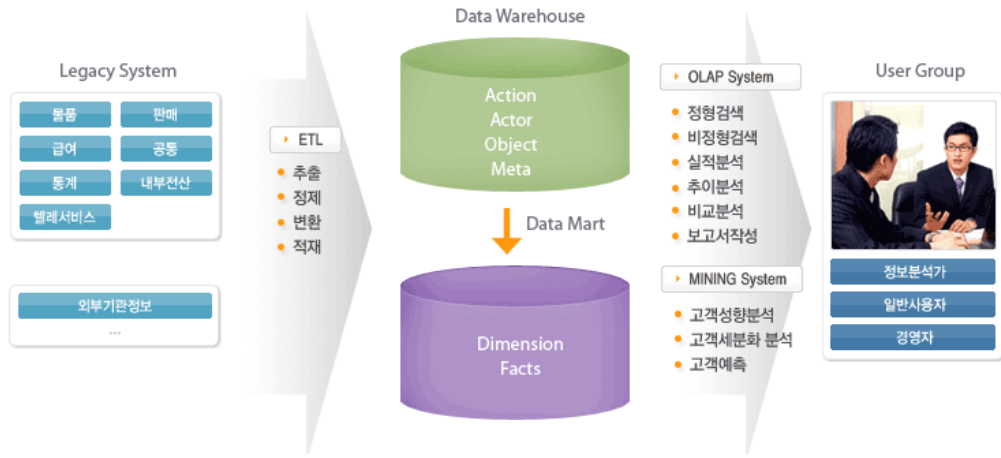 Legacy System
물품
판매
급여
공통
통계
내부전산
텔레서비스
외부기관정보
...
ETL
추출
정제
변환
적재
Data Warehouse
Action
Actor
Object
Meta
Data Mart
Dimension
Facts
OLAP System
정형검색
비정형검색
실적분석
추이분석
비교분석
보고서작성
MINING System
고객성향분석
고객세분화 분석
고객예측
User Group
정보분석가
일반사용자
경영자